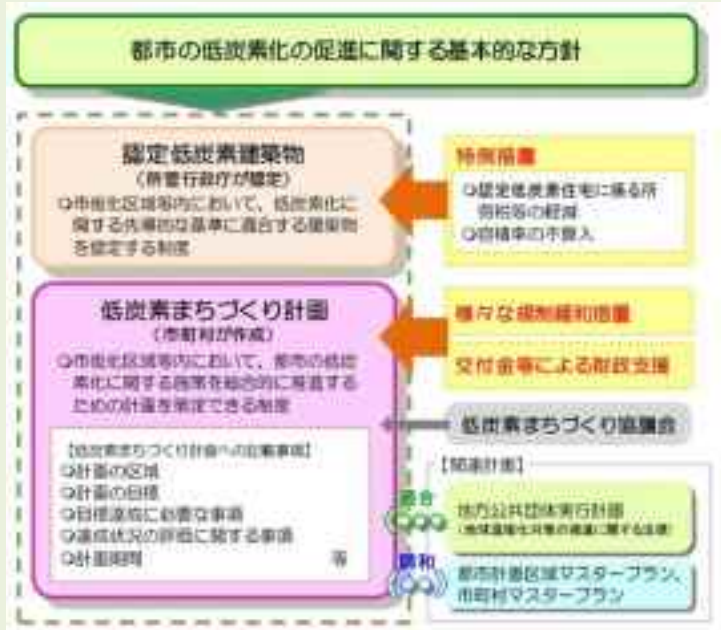 都市の低炭素化の促進に関する基本的な方針
認定低炭素建築物
(所管行政庁が認定)
❍市街化区域等内において、低炭素化に
関する先導的な基準に適合する建築物
を認定する制度
特例措置
❍認定低炭素住宅に係る所
得税等の軽減
❍容積率の不算入
低炭素まちづくり計画
(市町村が作成)
❍市街化区域等内において、都市の低炭
素化に関する施策を総合的に推進する
ための計画を策定できる制度
様々な規制緩和措置
交付金等による財政支援
低炭素まちづくり協議会
【低炭素まちづくり計画への記載事項】
❍計画の区域
❍計画の目標
❍目標達成に必要な事項
❍達成状況の評価に関する事項
❍計画期間 等
【関連計画】
適合
地方公共団体実行計画
(地球温暖化対策の推進に関する法律)
調和
都市計画区域マスタープラン、
市町村マスタープラン